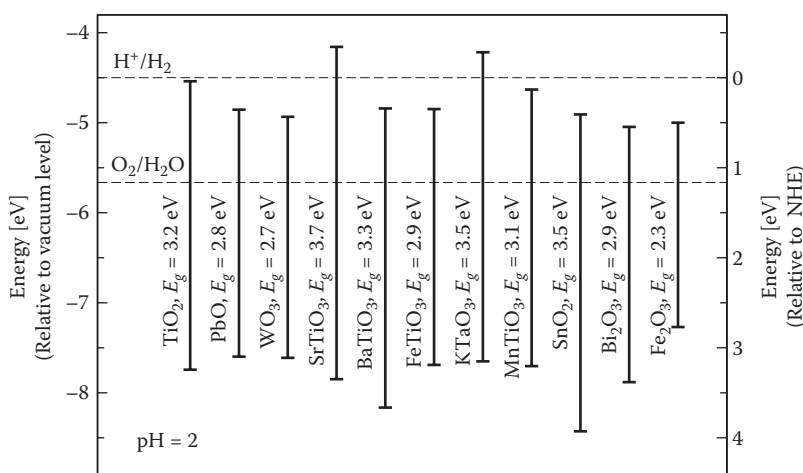 Energy [eV]
(Relative to vacuum level)
−4
−5
−6
−7
−8
H⁺/H₂
O₂/H₂O
TiO₂, E_g = 3.2 eV
PbO, E_g = 2.8 eV
WO₃, E_g = 2.7 eV
SrTiO₃, E_g = 3.7 eV
BaTiO₃, E_g = 3.3 eV
FeTiO₃, E_g = 2.9 eV
KTaO₃, E_g = 3.5 eV
MnTiO₃, E_g = 3.1 eV
SnO₂, E_g = 3.5 eV
Bi₂O₃, E_g = 2.9 eV
Fe₂O₃, E_g = 2.3 eV
pH = 2
0
1
2
3
4
Energy [eV]
(Relative to NHE)